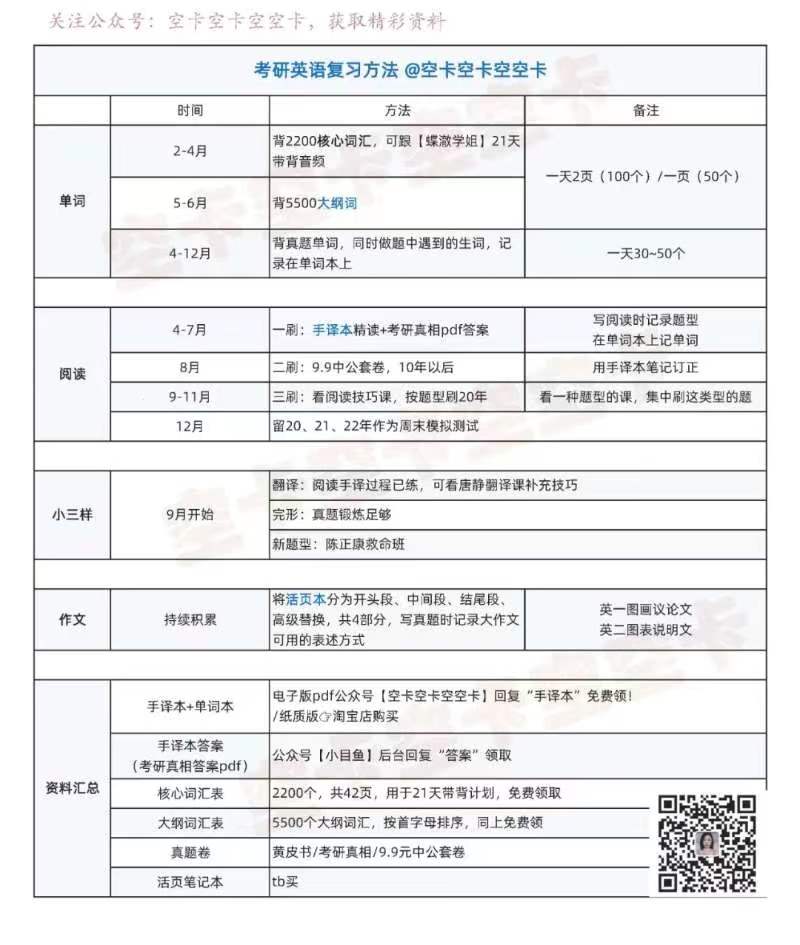 关注公众号：空卡空卡空空卡，获取精彩资料
考研英语复习方法 @空卡空卡空空卡
时间 方法 备注
单词
2-4月
背2200核心词汇，可跟【蝶澈学姐】21天
带背音频
一天2页（100个）/一页（50个）
5-6月
背5500大纲词
4-12月
背真题单词，同时做题中遇到的生词，记
录在单词本上
一天30~50个
阅读
4-7月
一刷：手译本精读+考研真相pdf答案
写阅读时记录题型
在单词本上记单词
8月
二刷：9.9中公套卷，10年以后
用手译本笔记订正
9-11月
三刷：看阅读技巧课，按题型刷20年
看一种题型的课，集中刷这类型的题
12月
留20、21、22年作为周末模拟测试
小三样
9月开始
翻译：阅读手译过程已练，可看唐静翻译课补充技巧
完形：真题锻炼足够
新题型：陈正康救命班
作文
持续积累
将活页本分为开头段、中间段、结尾段、
高级替换，共4部分，写真题时记录大作文
可用的表述方式
英一图画议论文
英二图表说明文
资料汇总
手译本+单词本
电子版pdf公众号【空卡空卡空空卡】回复“手译本”免费领！
/纸质版👉淘宝店购买
手译本答案
（考研真相答案pdf）
公众号【小目鱼】后台回复“答案”领取
核心词汇表
2200个，共42页，用于21天带背计划，免费领取
大纲词汇表
5500个大纲词汇，按首字母排序，同上免费领
真题卷
黄皮书/考研真相/9.9元中公套卷
活页笔记本
tb买
空卡空卡空空卡
空卡空卡空空卡
空卡空卡空空卡